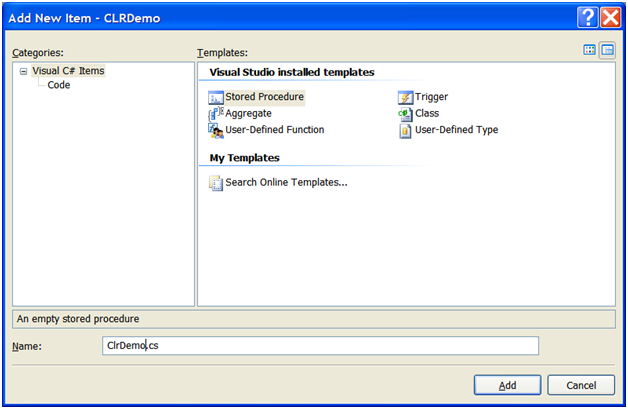 Add New Item - CLRDemo
Categories:
Templates:
Visual C# Items
Code
Visual Studio installed templates
Stored Procedure
Trigger
Aggregate
Class
User-Defined Function
User-Defined Type
My Templates
Search Online Templates...
An empty stored procedure
Name:
ClrDemo.cs
Add
Cancel